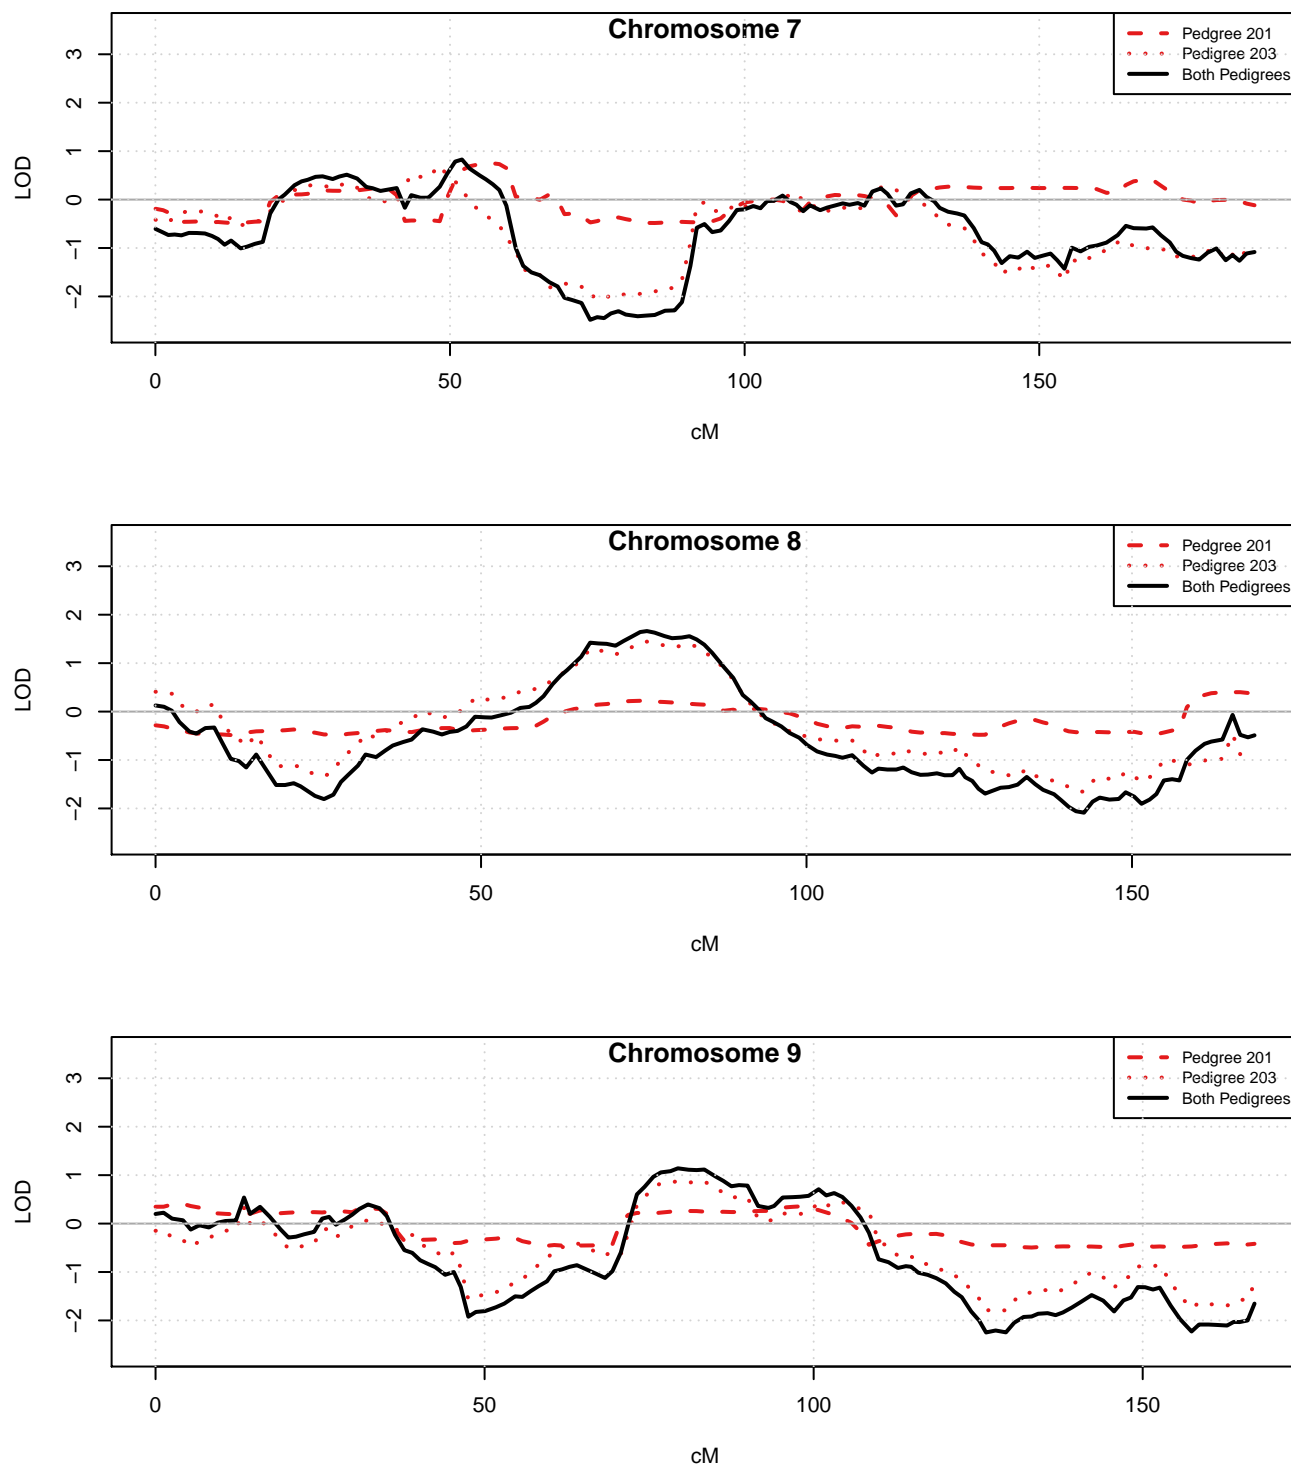 Chromosome 7
Pedgree 201
Pedigree 203
Both Pedigrees
LOD
3
2
1
0
−1
−2
0 50 100 150
cM
Chromosome 8
Pedgree 201
Pedigree 203
Both Pedigrees
LOD
3
2
1
0
−1
−2
0 50 100 150
cM
Chromosome 9
Pedgree 201
Pedigree 203
Both Pedigrees
LOD
3
2
1
0
−1
−2
0 50 100 150
cM